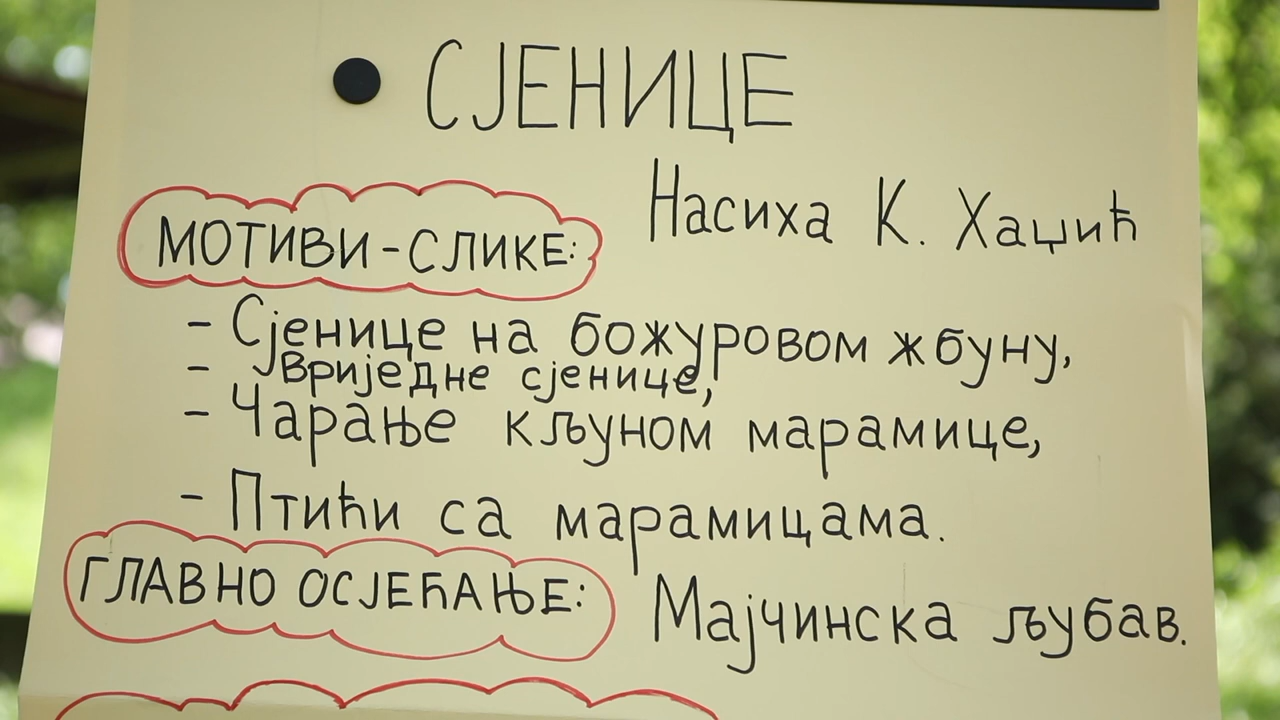 СЈЕНИЦЕ
Насиха К. Хаџић
МОТИВИ-СЛИКЕ:
- Сјенице на божуровом жбуну,
- Вриједне сјенице,
- Чарање кљуном марамице,
- Птићи са марамицама.
ГЛАВНО ОСЈЕЋАЊЕ: Мајчинска љубав.